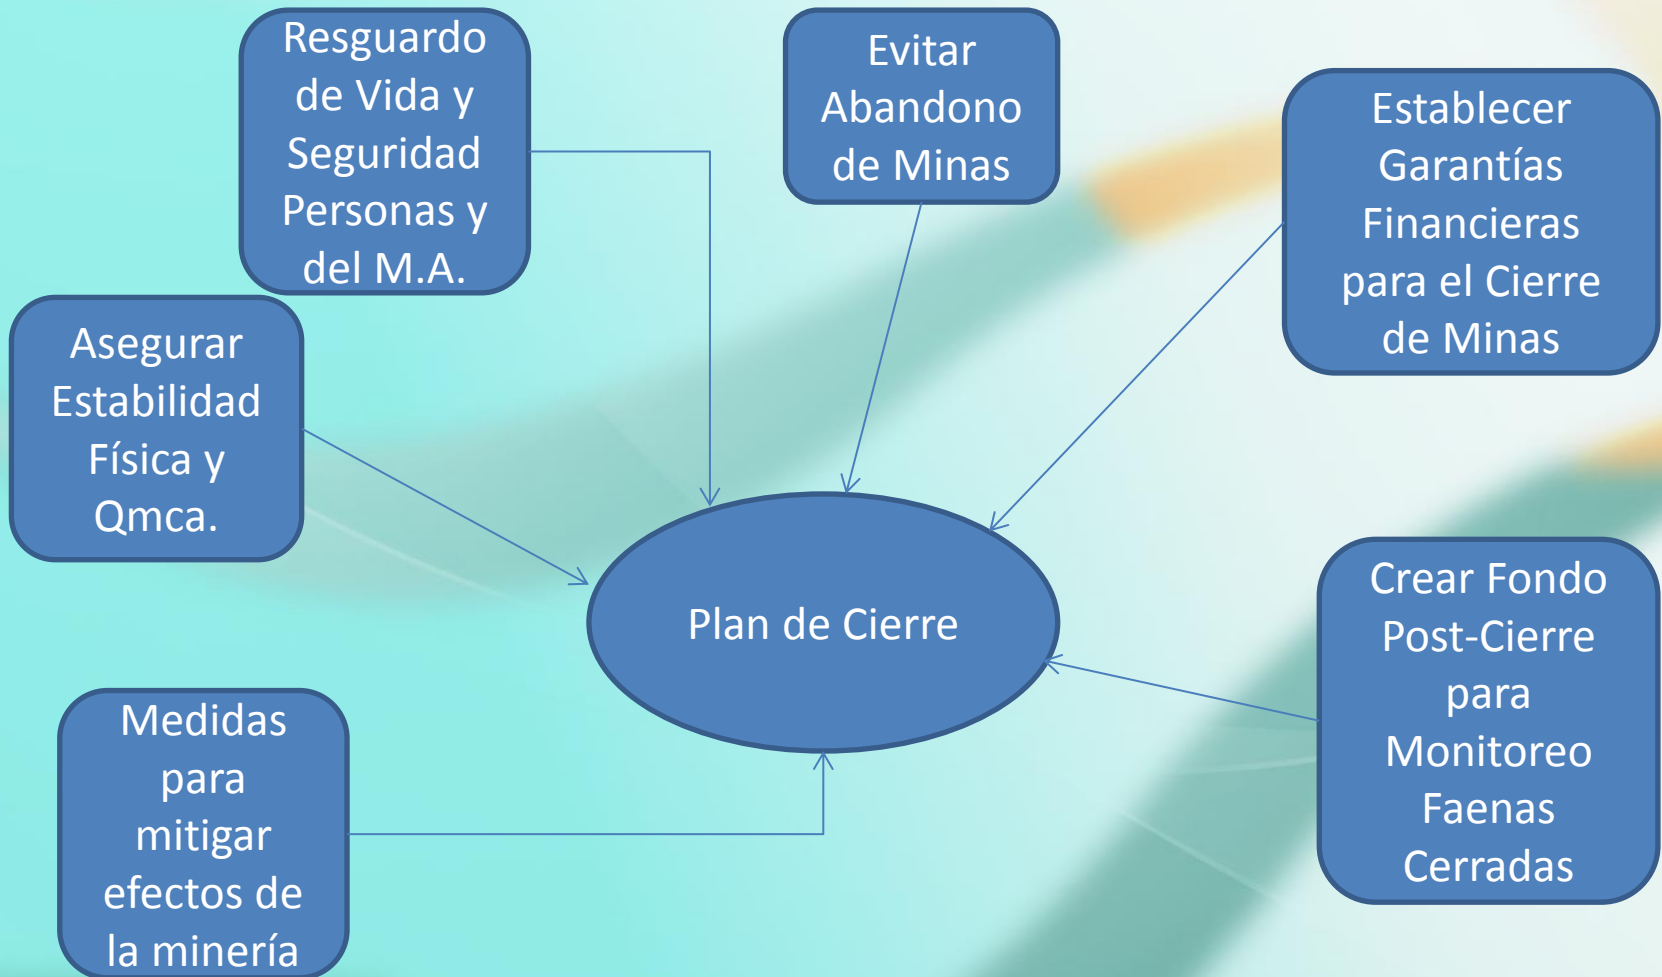 Resguardo
de Vida y
Seguridad
Personas y
del M.A.
Evitar
Abandono
de Minas
Establecer
Garantías
Financieras
para el Cierre
de Minas
Asegurar
Estabilidad
Física y
Qmca.
Plan de Cierre
Crear Fondo
Post-Cierre
para
Monitoreo
Faenas
Cerradas
Medidas
para
mitigar
efectos de
la minería